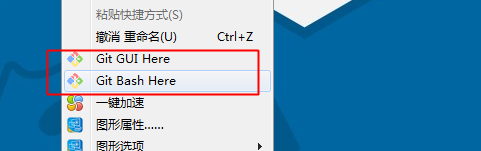 粘贴快捷方式(S)
撤消 重命名(U) Ctrl+Z
Git GUI Here
Git Bash Here
一键加速
图形属性......
图形选项